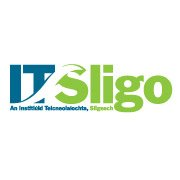 IT Sligo
An Institiúid Teicneolaíochta, Sligeach